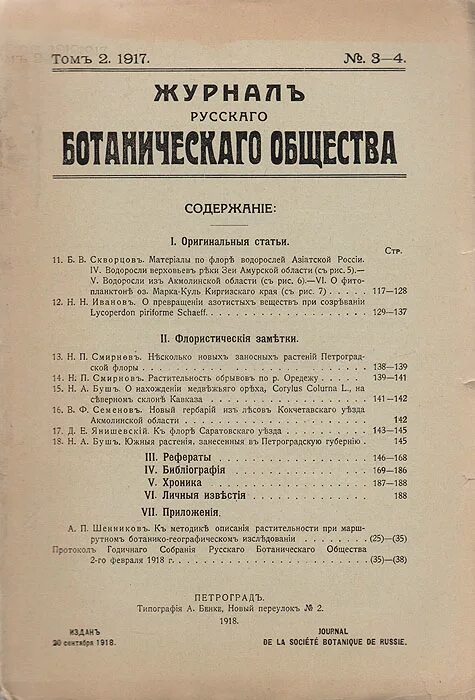 Томъ 2. 1917. №. 3—4.
ЖУРНАЛЪ
РУССКАГО
БОТАНИЧЕСКАГО ОБЩЕСТВА
СОДЕРЖАНІЕ:
I. Оригинальныя статьи.
Стр.
11. Б. В. Скворцовъ. Матеріалы по флорѣ водорослей Азіатской Россіи.
IV. Водоросли верховьевъ рѣки Зеи Амурской области (съ рис. 5).—
V. Водоросли изъ Акмолинской области (съ рис. 6).—VI. О фито-
планктонѣ оз. Марка-Куль Киргизскаго края (съ рис. 7) . . . . . 117—128
12. Н. Н. Ивановъ. О превращеніи азотистыхъ веществъ при созрѣваніи
Lycoperdon piriforme Schaeff. . . . . . . . . . . . . . . . . 129—137
II. Флористическія замѣтки.
13. Н. П. Смирновъ. Нѣсколько новыхъ заносныхъ растеній Петроград-
ской флоры . . . . . . . . . . . . . . . . . . . . . . 138—139
14. Н. П. Смирновъ. Растительность обрывовъ по р. Оредежу . . . . 139—141
15. Н. А. Бушъ. О нахожденіи медвѣжьяго орѣха, Corylus Colurna L., на
сѣверномъ склонѣ Кавказа . . . . . . . . . . . . . . . . 141—142
16. В. Ф. Семеновъ. Новый гербарій изъ лѣсовъ Кокчетавскаго уѣзда
Акмолинской области . . . . . . . . . . . . . . . . . . 142
17. Д. Е. Янишевскій. Къ флорѣ Саратовскаго уѣзда . . . . . . . . 143—145
18. Н. А. Бушъ. Южныя растенія, занесенныя въ Петроградскую губернію . 145
III. Рефераты . . . . . . . . . . . . . . . . 146—168
IV. Библіографія . . . . . . . . . . . . . . 169—186
V. Хроника . . . . . . . . . . . . . . . . . 187—188
VI. Личныя извѣстія . . . . . . . . . . . . . 188
VII. Приложенія.
А. П. Шенниковъ. Къ методикѣ описанія растительности при марш-
рутномъ ботанико-географическомъ изслѣдованіи . . . . . . . (25)—(35)
Протоколъ Годичнаго Собранія Русскаго Ботаническаго Общества
2-го февраля 1918 г. . . . . . . . . . . . . . . . . . . . (35)—(38)
ПЕТРОГРАДЪ.
Типографія А. Бенке, Новый переулокъ № 2.
1918.
ИЗДАНЪ JOURNAL
20 сентября 1918. DE LA SOCIÉTÉ BOTANIQUE DE RUSSIE.